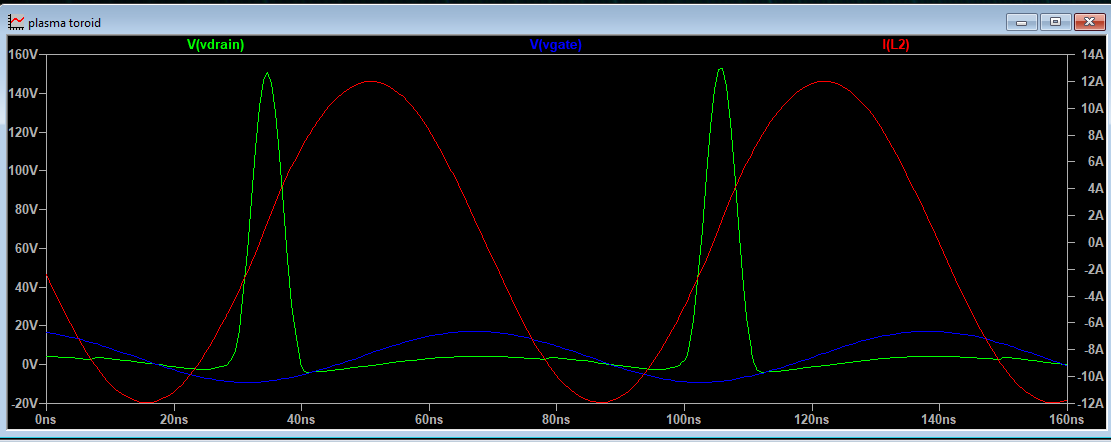 plasma toroid
V(vdrain) V(vgate) I(L2)
160V 14A
140V 12A
120V 10A
8A
100V 6A
80V 4A
2A
60V 0A
40V -2A
-4A
20V -6A
0V -8A
-10A
-20V -12A
0ns 20ns 40ns 60ns 80ns 100ns 120ns 140ns 160ns